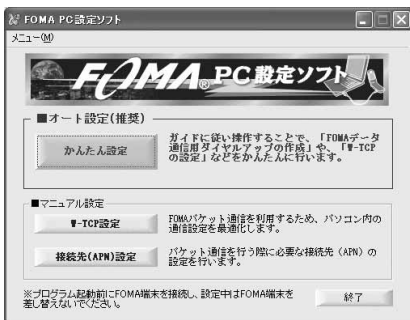 FOMA PC設定ソフト
メニュー(M)
FOMA® PC設定ソフト
■オート設定(推奨)
かんたん設定
ガイドに従い操作することで、「FOMAデータ
通信用ダイヤルアップの作成」や、「W-TCP
の設定」などをかんたんに行います。
■マニュアル設定
W-TCP設定
FOMAパケット通信を利用するため、パソコン内の
通信設定を最適化します。
接続先(APN)設定
パケット通信を行う際に必要な接続先（APN）の
設定を行います。
※プログラム起動前にFOMA端末を接続し、設定中はFOMA端末を
差し替えないでください。
終了